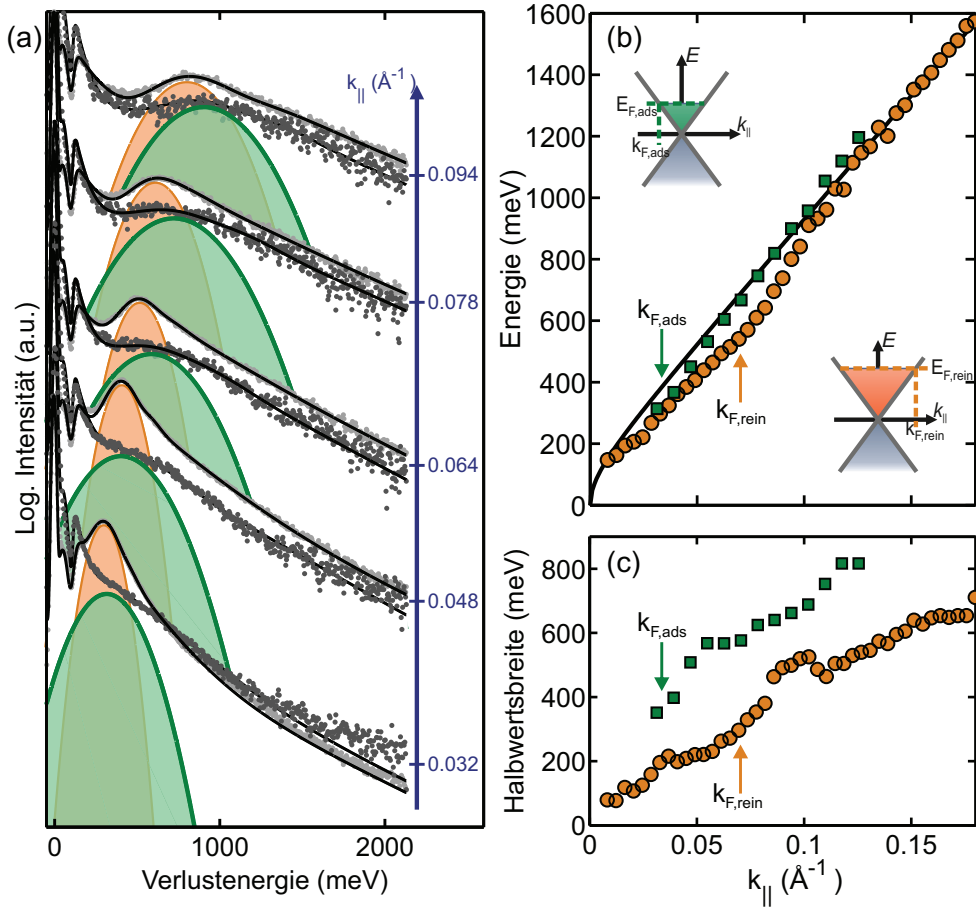 (a)
k|| (Å⁻¹)
0.094
0.078
0.064
0.048
0.032
Log. Intensität (a.u.)
0
1000
2000
Verlustenergie (meV)
(b)
1600
1400
1200
1000
800
600
400
200
0
Energie (meV)
E
E_F,ads
k||
k_F,ads
k_F,ads
k_F,rein
E
E_F,rein
k||
k_F,rein
(c)
800
600
400
200
0
Halbwertsbreite (meV)
k_F,ads
k_F,rein
0
0.05
0.1
0.15
k|| (Å⁻¹)